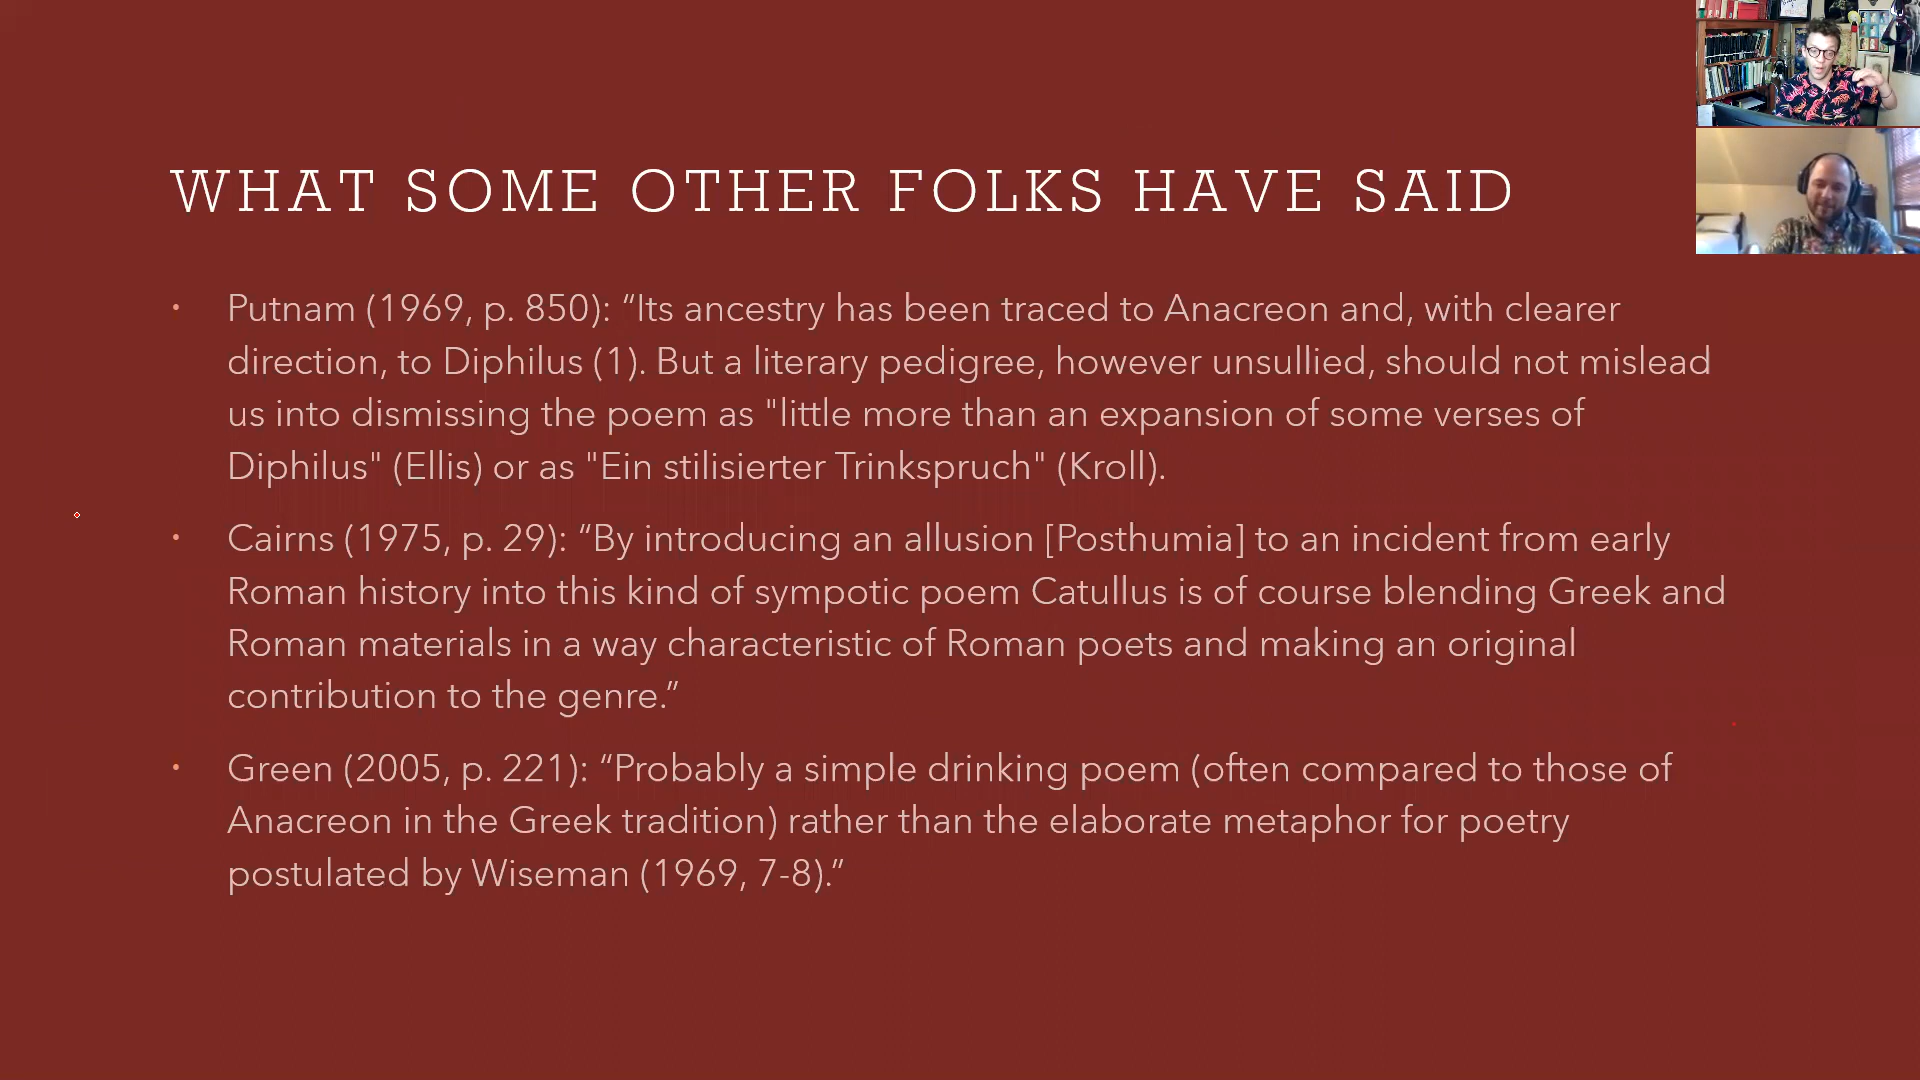 WHAT SOME OTHER FOLKS HAVE SAID
• Putnam (1969, p. 850): “Its ancestry has been traced to Anacreon and, with clearer
direction, to Diphilus (1). But a literary pedigree, however unsullied, should not mislead
us into dismissing the poem as "little more than an expansion of some verses of
Diphilus" (Ellis) or as "Ein stilisierter Trinkspruch" (Kroll).
• Cairns (1975, p. 29): “By introducing an allusion [Posthumia] to an incident from early
Roman history into this kind of sympotic poem Catullus is of course blending Greek and
Roman materials in a way characteristic of Roman poets and making an original
contribution to the genre.”
• Green (2005, p. 221): “Probably a simple drinking poem (often compared to those of
Anacreon in the Greek tradition) rather than the elaborate metaphor for poetry
postulated by Wiseman (1969, 7-8).”